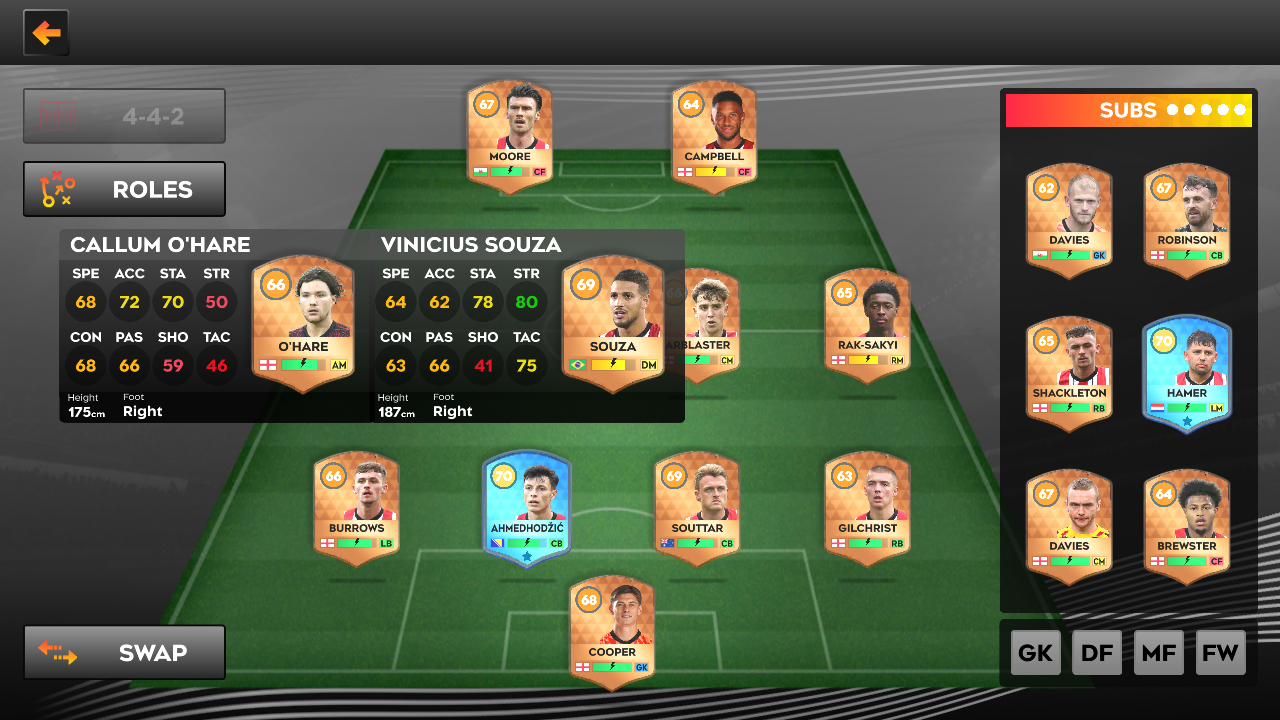 4-4-2
ROLES
SWAP
67
MOORE
CF
64
CAMPBELL
CF
CALLUM O'HARE
SPE ACC STA STR
68 72 70 50
CON PAS SHO TAC
68 66 59 46
Height Foot
175cm Right
66
O'HARE
AM
VINICIUS SOUZA
SPE ACC STA STR
64 62 78 80
CON PAS SHO TAC
63 66 41 75
Height Foot
187cm Right
69
SOUZA
DM
ARBLASTER
CM
65
RAK-SAKYI
RM
66
BURROWS
LB
70
AHMEDHODŽIĆ
CB
69
SOUTTAR
CB
63
GILCHRIST
RB
68
COOPER
GK
SUBS
62
DAVIES
GK
67
ROBINSON
CB
65
SHACKLETON
RB
70
HAMER
LM
67
DAVIES
CM
64
BREWSTER
CF
GK DF MF FW